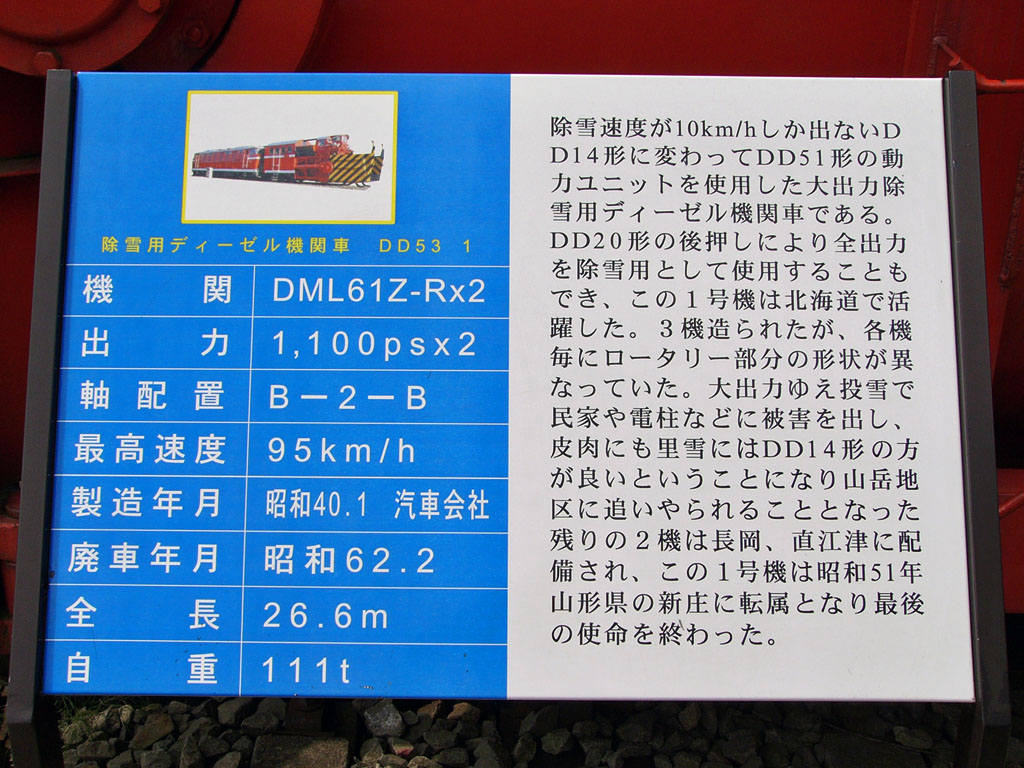 除雪用ディーゼル機関車 DD53 1
機関 DML61Z-Rx2
出力 1,100psx2
軸配置 B－2－B
最高速度 95km/h
製造年月 昭和40.1 汽車会社
廃車年月 昭和62.2
全長 26.6m
自重 111t
除雪速度が10km/hしか出ないD
D14形に変わってDD51形の動
力ユニットを使用した大出力除
雪用ディーゼル機関車である。
DD20形の後押しにより全出力
を除雪用として使用することも
でき、この1号機は北海道で活
躍した。3機造られたが、各機
毎にロータリー部分の形状が異
なっていた。大出力ゆえ投雪で
民家や電柱などに被害を出し、
皮肉にも里雪にはDD14形の方
が良いということになり山岳地
区に追いやられることとなった
残りの2機は長岡、直江津に配
備され、この1号機は昭和51年
山形県の新庄に転属となり最後
の使命を終わった。